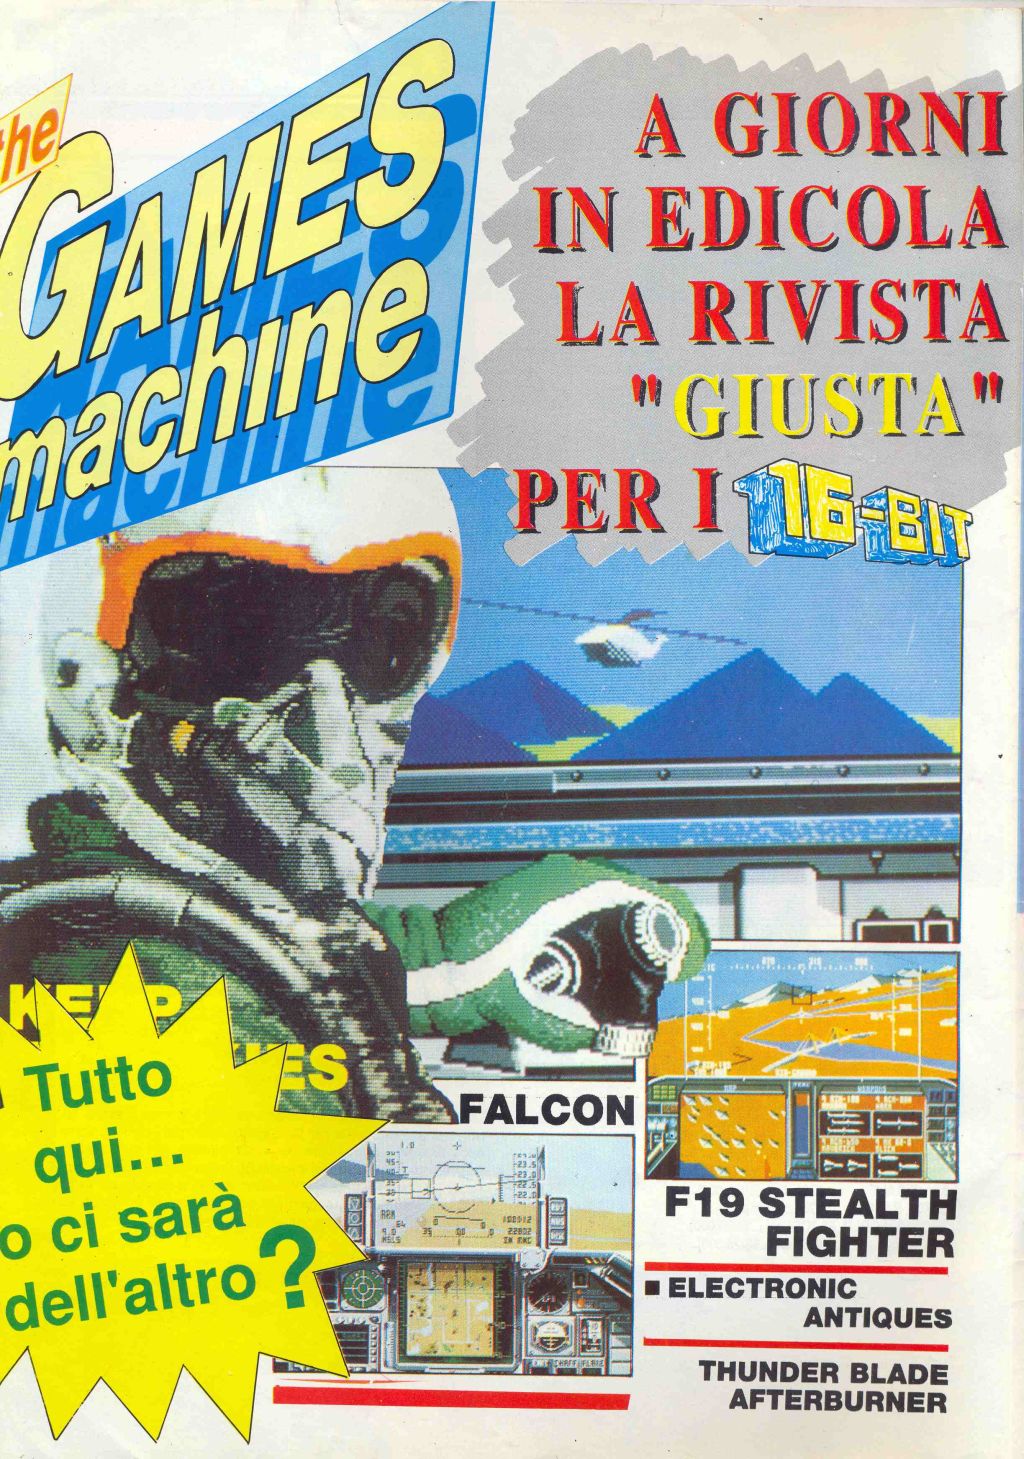 the
GAMES
machine
A GIORNI
IN EDICOLA
LA RIVISTA
"GIUSTA"
PER I 16-BIT
KEEP
Tutto
qui...
o ci sarà
dell'altro?
FALCON
F19 STEALTH
FIGHTER
■ ELECTRONIC
ANTIQUES
THUNDER BLADE
AFTERBURNER